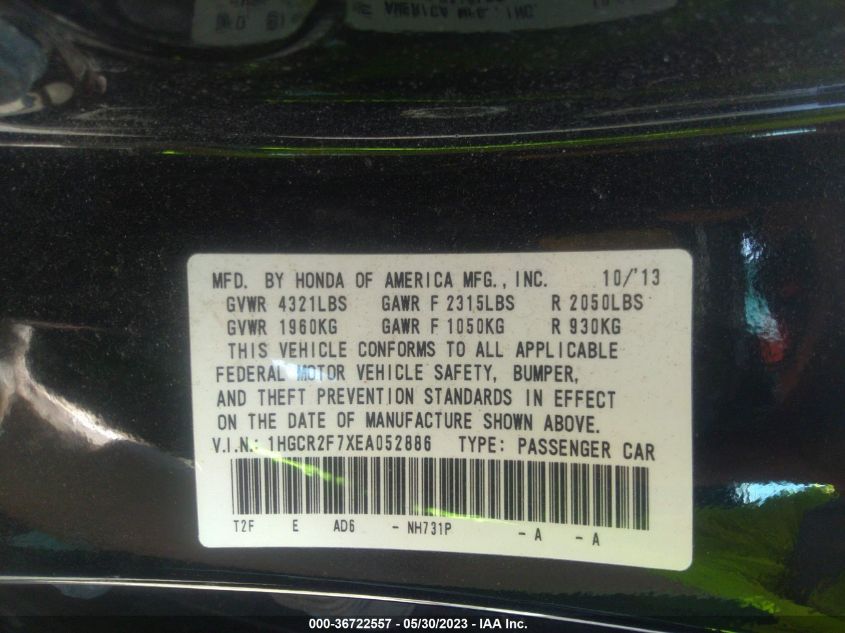 AMERICA MFG., INC.
MFD. BY HONDA OF AMERICA MFG., INC. 10/'13
GVWR 4321LBS GAWR F 2315LBS R 2050LBS
GVWR 1960KG GAWR F 1050KG R 930KG
THIS VEHICLE CONFORMS TO ALL APPLICABLE
FEDERAL MOTOR VEHICLE SAFETY, BUMPER,
AND THEFT PREVENTION STANDARDS IN EFFECT
ON THE DATE OF MANUFACTURE SHOWN ABOVE.
V.I.N.: 1HGCR2F7XEA052886 TYPE: PASSENGER CAR
T2F E AD6 - NH731P - A - A
000-36722557 - 05/30/2023 - IAA Inc.